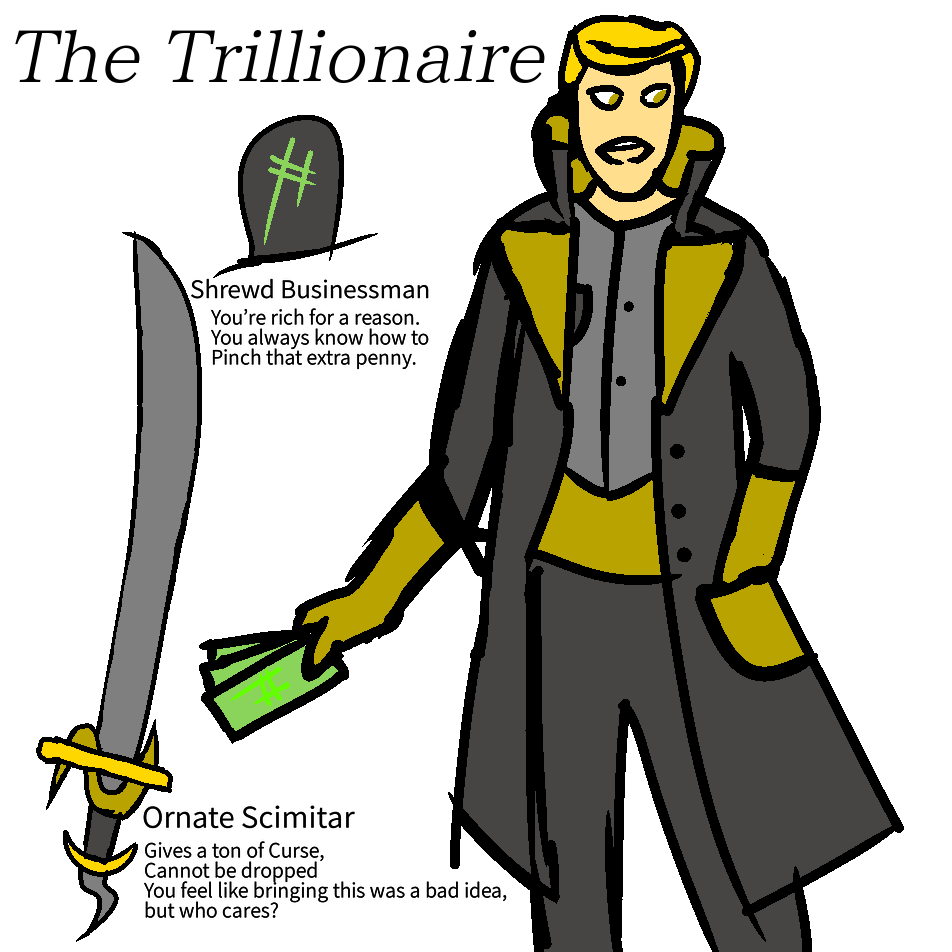 The Trillionaire
Shrewd Businessman
You're rich for a reason.
You always know how to
Pinch that extra penny.
Ornate Scimitar
Gives a ton of Curse,
Cannot be dropped
You feel like bringing this was a bad idea,
but who cares?